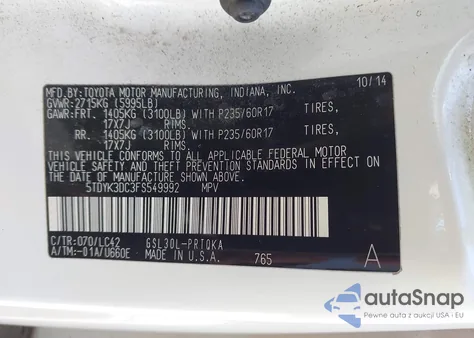 MFD.BY: TOYOTA MOTOR MANUFACTURING, INDIANA, INC. 10/14
GVWR: 2715KG (5995LB)
GAWR: FRT. 1405KG (3100LB) WITH P235/60R17 TIRES,
17X7J RIMS.
RR. 1405KG (3100LB) WITH P235/60R17 TIRES,
17X7J RIMS.
THIS VEHICLE CONFORMS TO ALL APPLICABLE FEDERAL MOTOR
VEHICLE SAFETY AND THEFT PREVENTION STANDARDS IN EFFECT
ON THE DATE OF MANUFACTURE SHOWN ABOVE.
5TDYK3DC3FS549992 MPV
C/TR: 070/LC42 GSL30L-PRTQKA A
A/TM: -01A/U660E MADE IN U.S.A. 765
autoSnap
Pewne auta z aukcji USA i EU